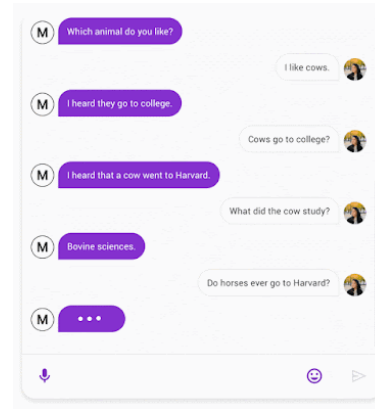 M Which animal do you like?
I like cows.
M I heard they go to college.
Cows go to college?
M I heard that a cow went to Harvard.
What did the cow study?
M Bovine sciences.
Do horses ever go to Harvard?
M